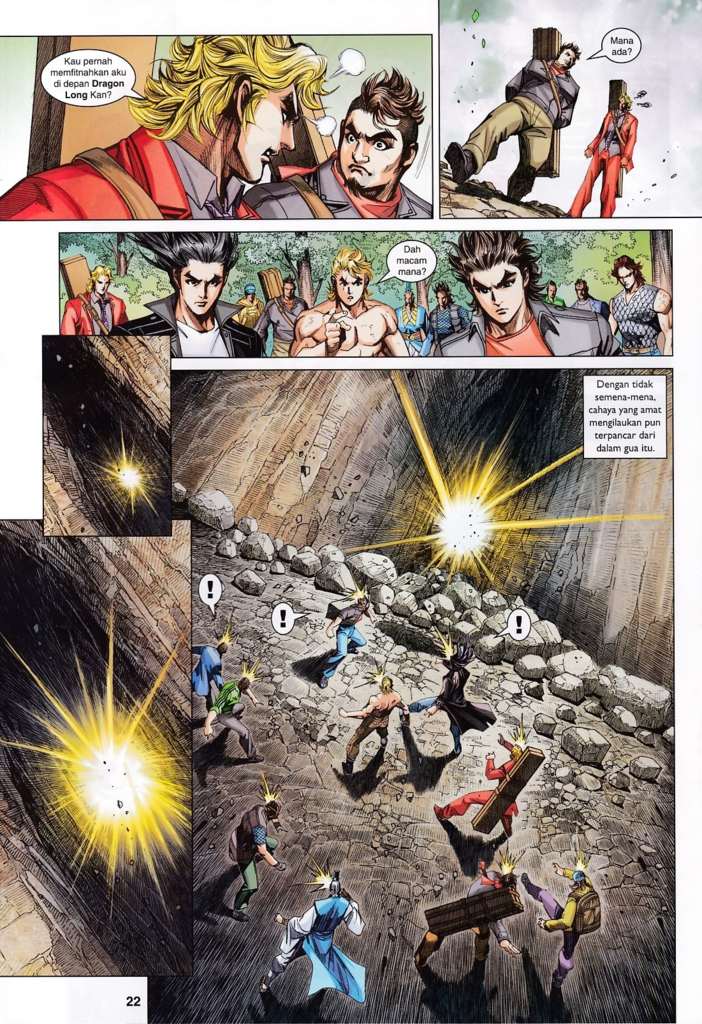 Kau pernah
memfitnahkan aku
di depan Dragon
Long Kan?
Mana
ada?
Dah
macam
mana?
Dengan tidak
semena-mena,
cahaya yang amat
mengilaukan pun
terpancar dari
dalam gua itu.
!
!
!
22